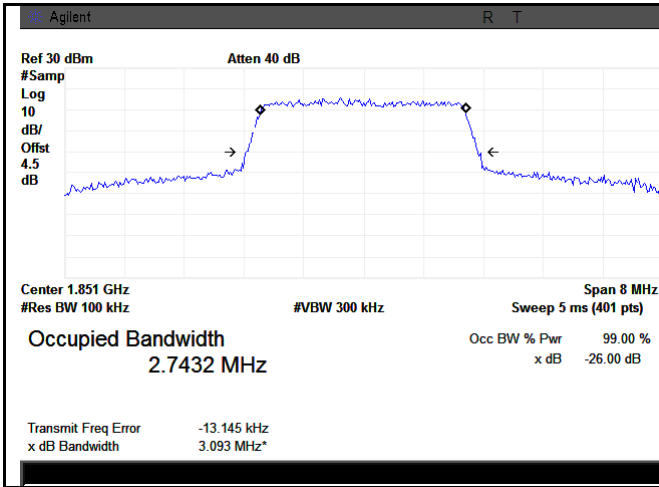 Agilent R T
Ref 30 dBm Atten 40 dB
#Samp
Log
10
dB/
Offst
4.5
dB
Center 1.851 GHz Span 8 MHz
#Res BW 100 kHz #VBW 300 kHz Sweep 5 ms (401 pts)
Occupied Bandwidth Occ BW % Pwr 99.00 %
2.7432 MHz x dB -26.00 dB
Transmit Freq Error -13.145 kHz
x dB Bandwidth 3.093 MHz*